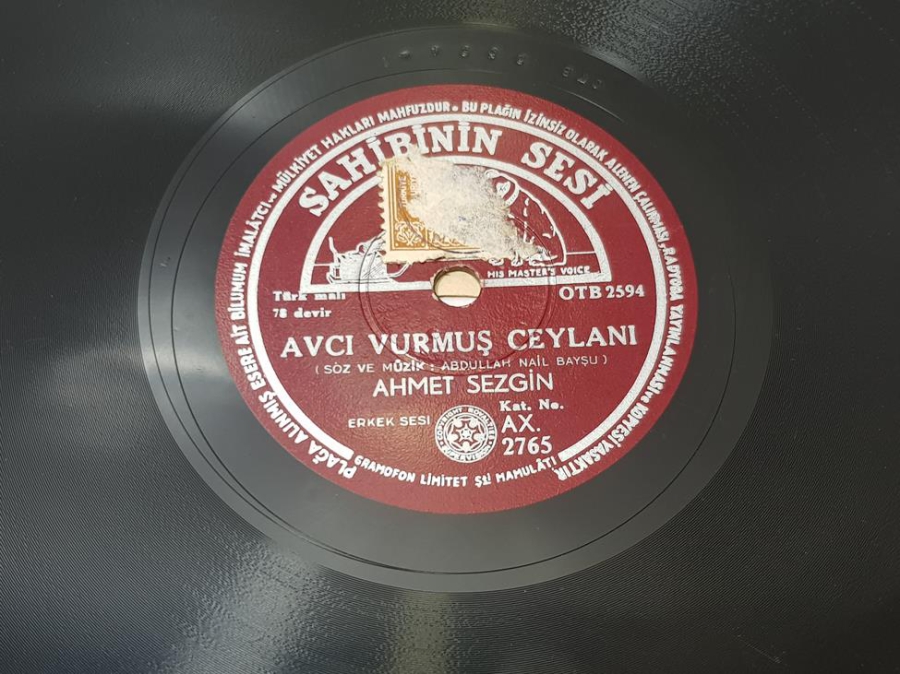 PLAĞA ALINMIŞ ESERE AİT BİLUMUM İMALÂTCI ve MÜLKİYET HAKLARI MAHFUZDUR • BU PLAĞIN İZİNSİZ OLARAK ALENEN ÇALINMASI, RADYODA YAYINLANMASI ve KOPYESİ YASAKTIR
SAHİBİNİN SESİ
HIS MASTER'S VOICE
Türk malı
78 devir
OTB 2594
AVCI VURMUŞ CEYLANI
( SÖZ VE MÜZİK : ABDULLAH NAİL BAYŞU )
AHMET SEZGİN
ERKEK SESI
COPYRIGHT ROYALTIES
Kat. No.
AX.
2765
GRAMOFON LİMİTET Şti MAMULÂTI